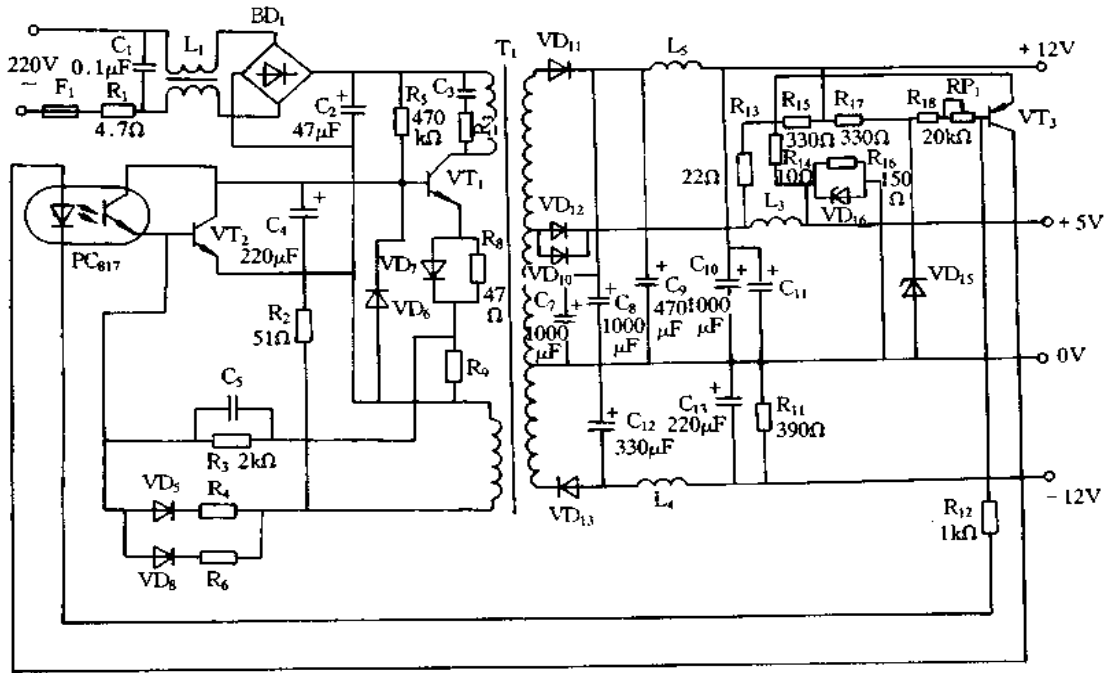 BD₁
VD₁₁
L₅
+12V
C₁
L₁
T₁
220V
~
0.1μF
F₁
R₁
4.7Ω
C₂
47μF
R₅
470
kΩ
C₃
VT₁
R₁₃
R₁₅
330Ω
R₁₇
330Ω
R₁₈
RP₁
20kΩ
VT₃
22Ω
R₁₄
10Ω
R₁₆
150
Ω
VD₁₆
VD₁₂
L₃
+5V
VT₂
PC₈₁₇
C₄
220μF
VD₇
R₈
47
Ω
VD₆
VD₁₀
C₇
1000
μF
C₈
1000
μF
C₉
470
μF
C₁₀
1000
μF
C₁₁
VD₁₅
R₂
51Ω
R₉
0V
C₅
R₃
2kΩ
C₁₂
330μF
C₁₃
220μF
R₁₁
390Ω
VD₅
R₄
VD₁₃
L₄
−12V
VD₈
R₆
R₁₂
1kΩ